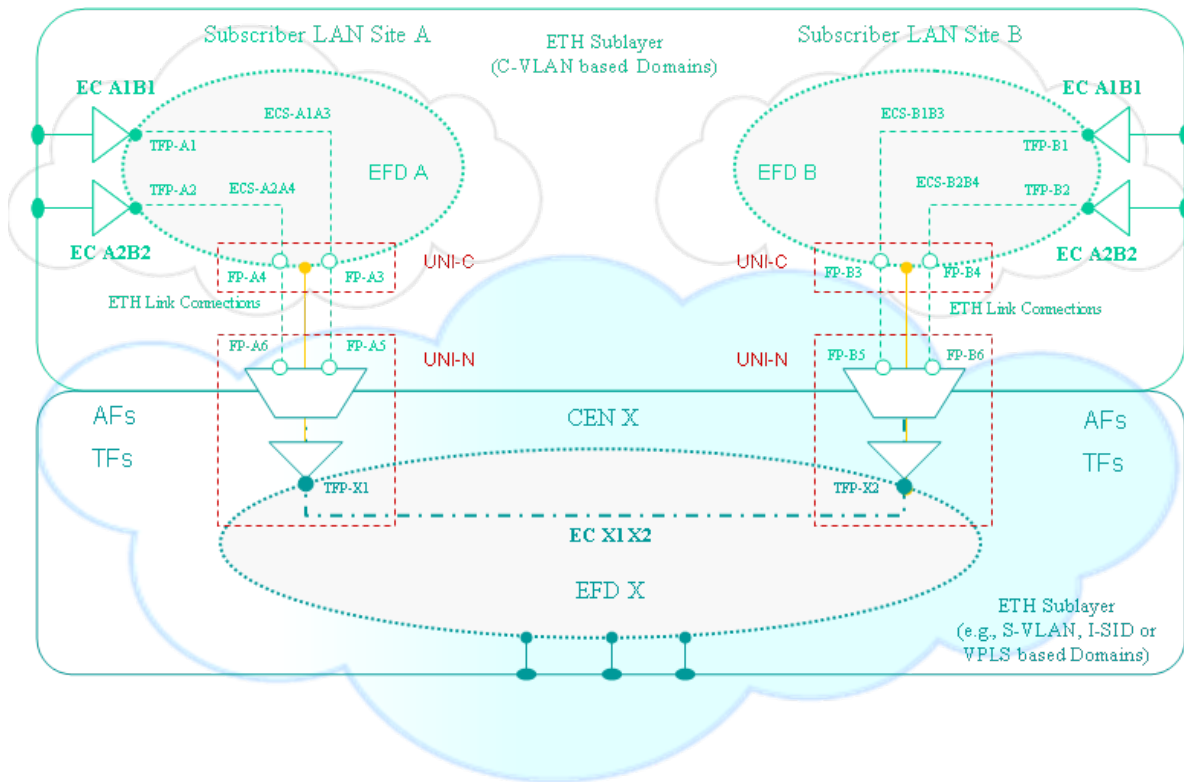 Subscriber LAN Site A
ETH Sublayer
(C-VLAN based Domains)
Subscriber LAN Site B
EC A1B1
ECS-A1A3
TFP-A1
EFD A
TFP-A2
ECS-A2A4
EC A2B2
EC A1B1
ECS-B1B3
TFP-B1
EFD B
ECS-B2B4
TFP-B2
EC A2B2
FP-A4
FP-A3
UNI-C
UNI-C
FP-B3
FP-B4
ETH Link Connections
ETH Link Connections
FP-A6
FP-A5
UNI-N
UNI-N
FP-B5
FP-B6
AFs
TFs
CEN X
AFs
TFs
TFP-X1
TFP-X2
EC X1X2
EFD X
ETH Sublayer
(e.g., S-VLAN, I-SID or
VPLS based Domains)